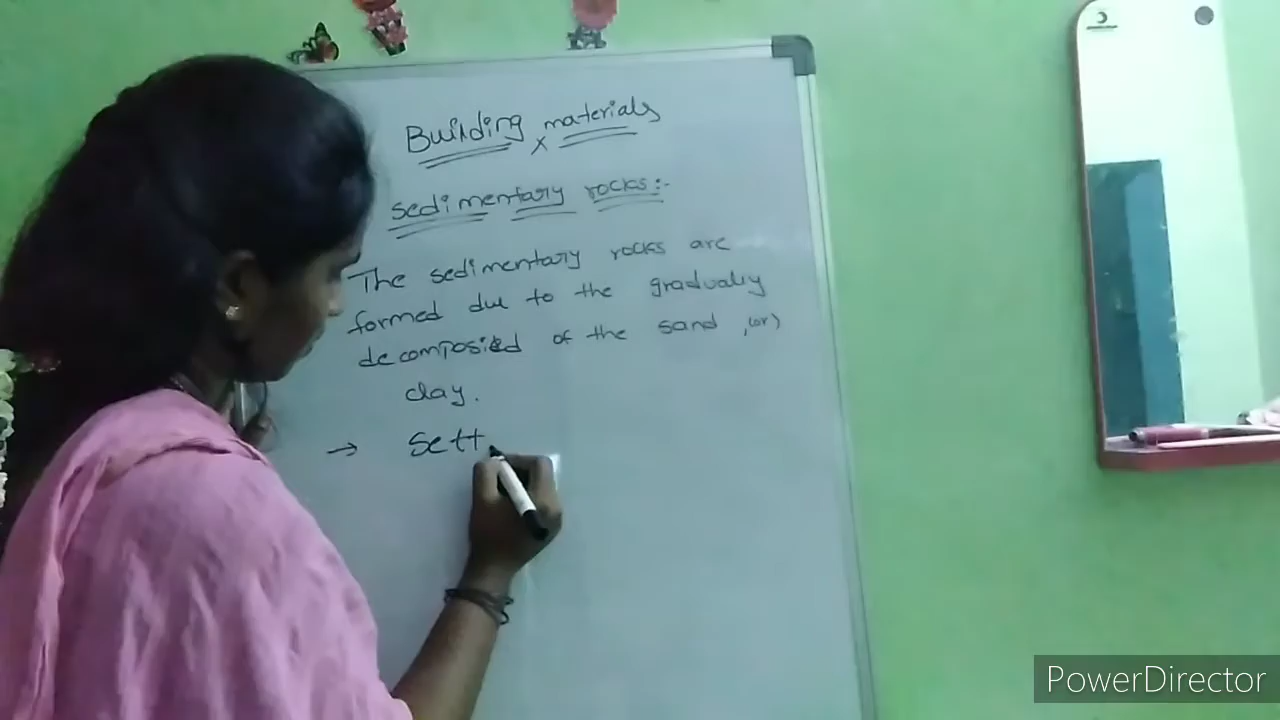 Building materials
x
Sedimentary rocks:-
The sedimentary rocks are
formed due to the gradually
decomposied of the sand ,(or)
clay.
→ Sett
PowerDirector